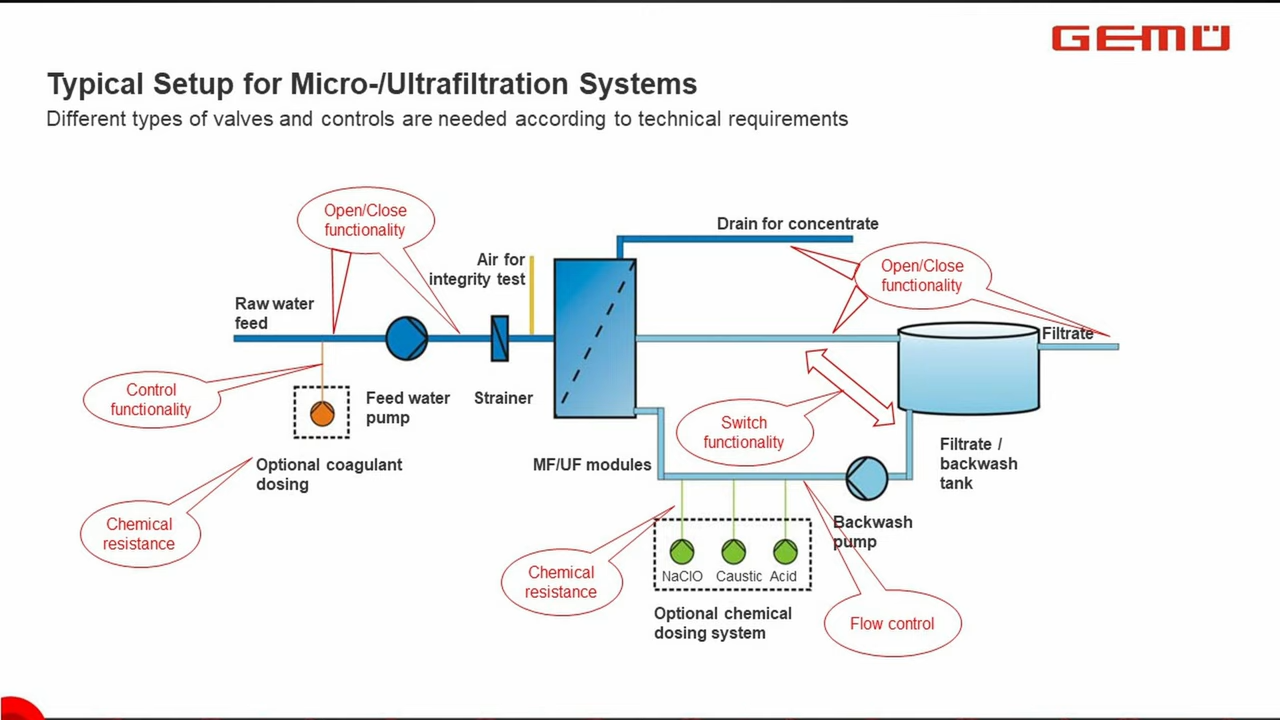 GEMÜ
Typical Setup for Micro-/Ultrafiltration Systems
Different types of valves and controls are needed according to technical requirements
Open/Close
functionality
Drain for concentrate
Air for
integrity test
Open/Close
functionality
Raw water
feed
Filtrate
Control
functionality
Feed water
pump
Strainer
Switch
functionality
Filtrate /
backwash
tank
Optional coagulant
dosing
MF/UF modules
Chemical
resistance
Backwash
pump
Chemical
resistance
NaClO Caustic Acid
Optional chemical
dosing system
Flow control